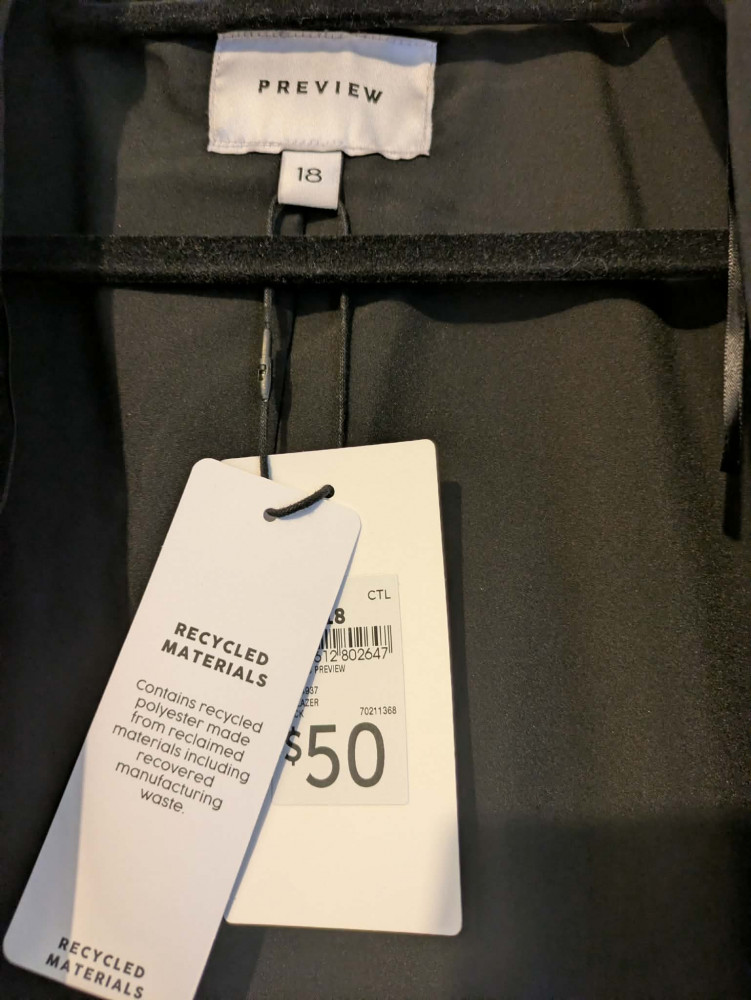 PREVIEW
18
RECYCLED
MATERIALS
Contains recycled
polyester made
from reclaimed
materials including
recovered
manufacturing
waste.
RECYCLED
MATERIALS
CTL
802647
PREVIEW
70211368
$50